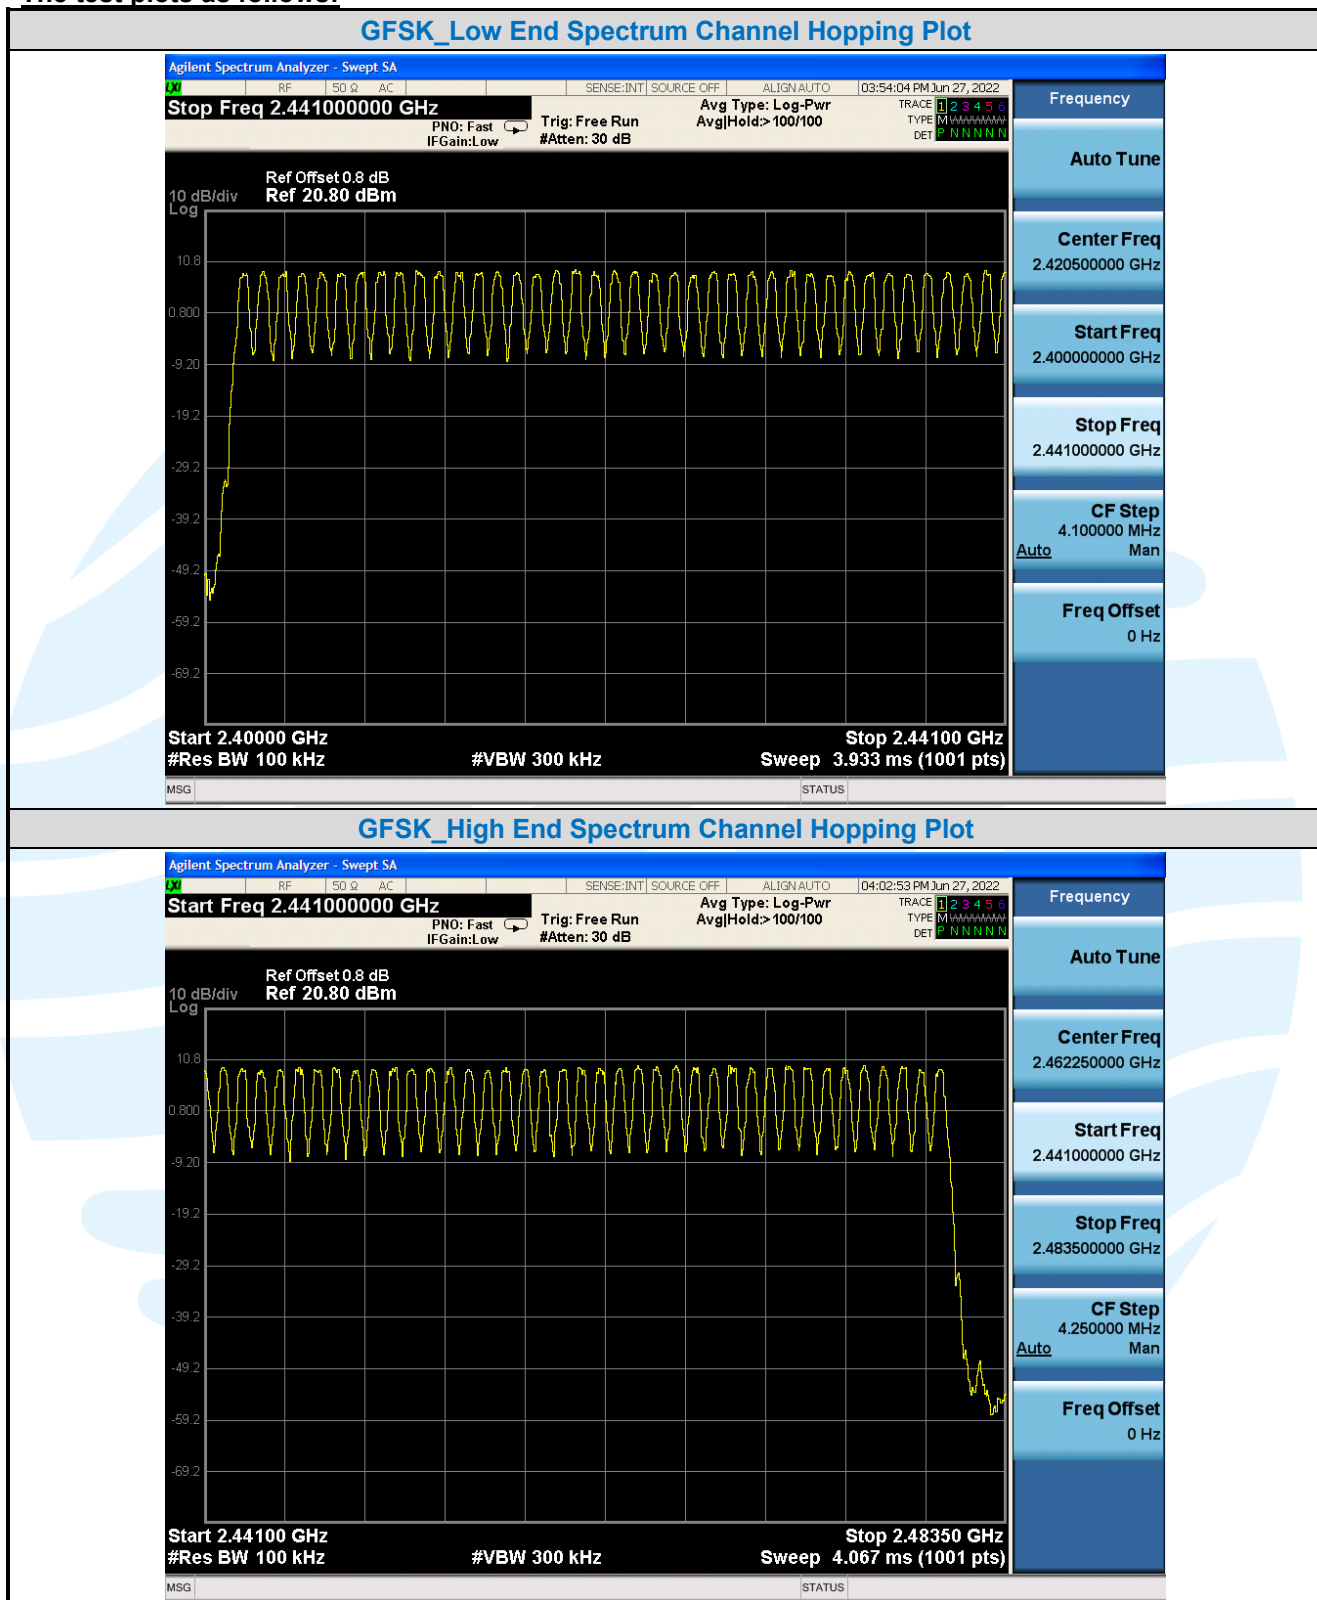 The test plots as follows:
GFSK_Low End Spectrum Channel Hopping Plot
Agilent Spectrum Analyzer - Swept SA
LXI RF 50 Ω AC SENSE:INT SOURCE OFF ALIGN AUTO 03:54:04 PM Jun 27, 2022
Stop Freq 2.441000000 GHz
PNO: Fast
IFGain:Low
Trig: Free Run
#Atten: 30 dB
Avg Type: Log-Pwr
Avg|Hold:>100/100
TRACE 1 2 3 4 5 6
TYPE M
DET P N N N N N
Ref Offset 0.8 dB
10 dB/div Ref 20.80 dBm
Log
10.8
0.800
-9.20
-19.2
-29.2
-39.2
-49.2
-59.2
-69.2
Start 2.40000 GHz Stop 2.44100 GHz
#Res BW 100 kHz #VBW 300 kHz Sweep 3.933 ms (1001 pts)
MSG STATUS
Frequency
Auto Tune
Center Freq
2.420500000 GHz
Start Freq
2.400000000 GHz
Stop Freq
2.441000000 GHz
CF Step
4.100000 MHz
Auto Man
Freq Offset
0 Hz
GFSK_High End Spectrum Channel Hopping Plot
Agilent Spectrum Analyzer - Swept SA
LXI RF 50 Ω AC SENSE:INT SOURCE OFF ALIGN AUTO 04:02:53 PM Jun 27, 2022
Start Freq 2.441000000 GHz
PNO: Fast
IFGain:Low
Trig: Free Run
#Atten: 30 dB
Avg Type: Log-Pwr
Avg|Hold:>100/100
TRACE 1 2 3 4 5 6
TYPE M
DET P N N N N N
Ref Offset 0.8 dB
10 dB/div Ref 20.80 dBm
Log
10.8
0.800
-9.20
-19.2
-29.2
-39.2
-49.2
-59.2
-69.2
Start 2.44100 GHz Stop 2.48350 GHz
#Res BW 100 kHz #VBW 300 kHz Sweep 4.067 ms (1001 pts)
MSG STATUS
Frequency
Auto Tune
Center Freq
2.462250000 GHz
Start Freq
2.441000000 GHz
Stop Freq
2.483500000 GHz
CF Step
4.250000 MHz
Auto Man
Freq Offset
0 Hz